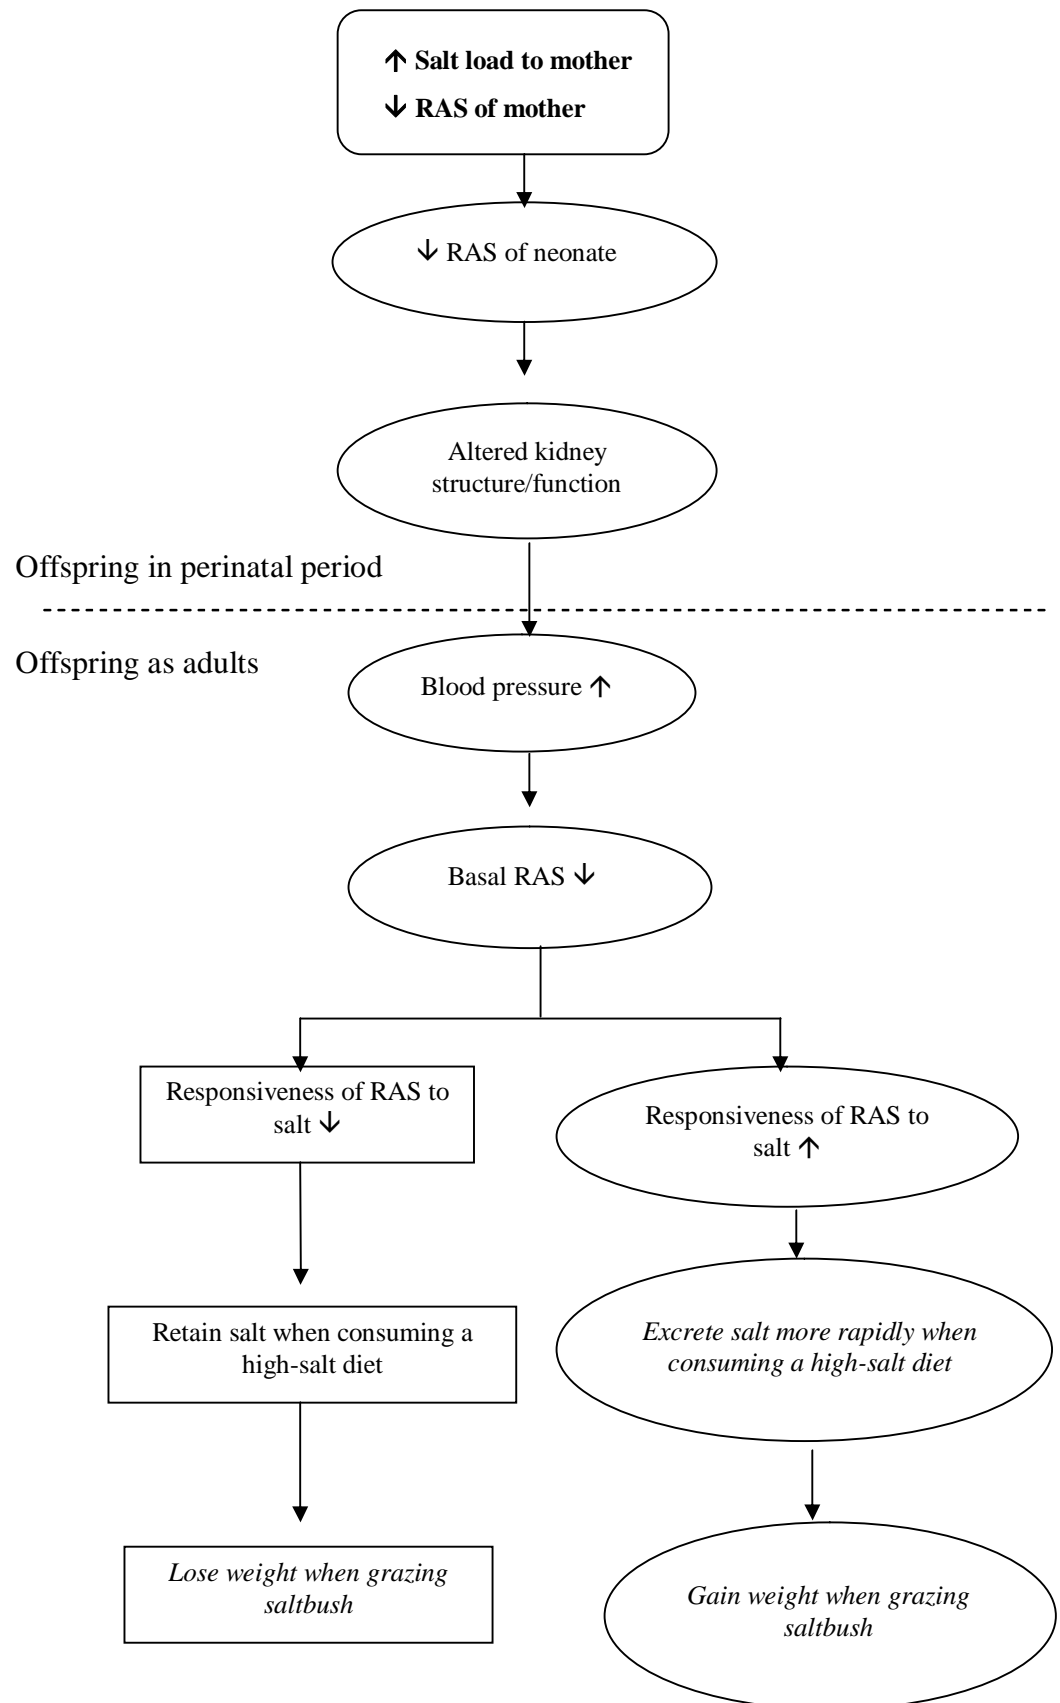 ↑ Salt load to mother
↓ RAS of mother
↓ RAS of neonate
Altered kidney
structure/function
Offspring in perinatal period
Offspring as adults
Blood pressure ↑
Basal RAS ↓
Responsiveness of RAS to
salt ↓
Responsiveness of RAS to
salt ↑
Retain salt when consuming a
high-salt diet
Excrete salt more rapidly when
consuming a high-salt diet
Lose weight when grazing
saltbush
Gain weight when grazing
saltbush